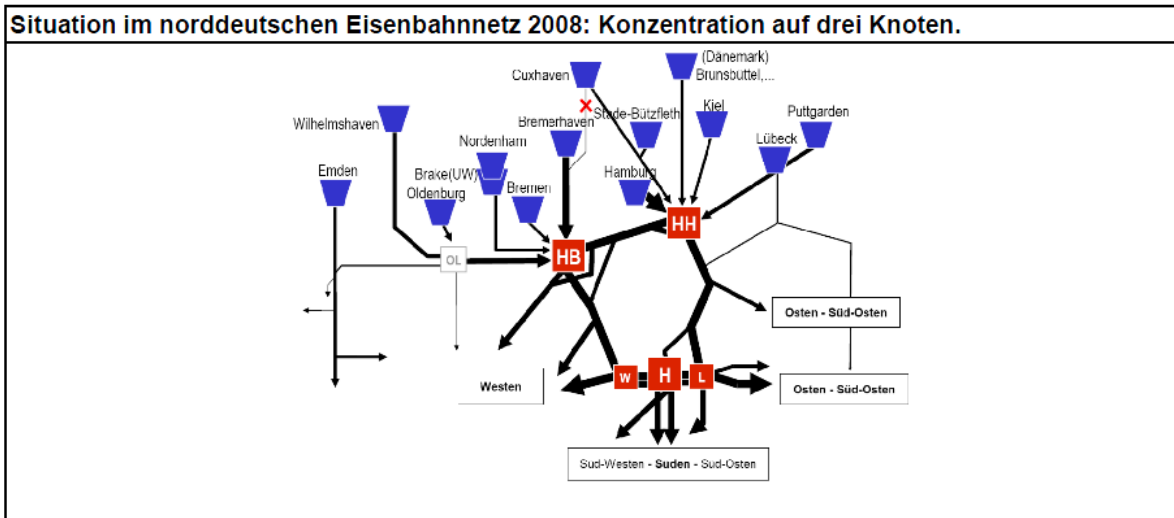 Situation im norddeutschen Eisenbahnnetz 2008: Konzentration auf drei Knoten.
(Dänemark)
Brunsbuttel,...
Cuxhaven
Stade-Bützfleth
Kiel
Puttgarden
Wilhelmshaven
Bremerhaven
Nordenham
Lübeck
Emden
Brake(UW)
Hamburg
Oldenburg
Bremen
HH
HB
OL
Osten - Süd-Osten
W
H
L
Westen
Osten - Süd-Osten
Sud-Westen - Suden - Sud-Osten